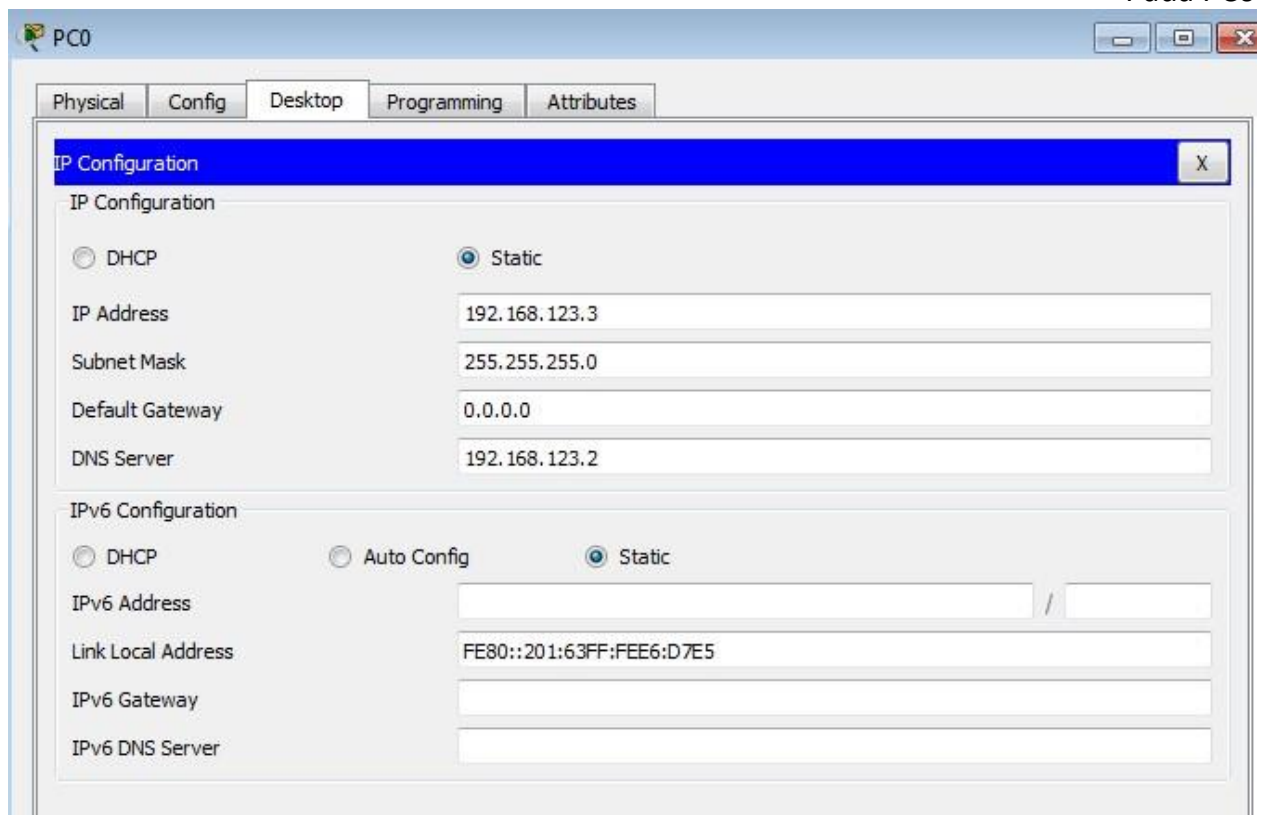 PC0
Physical Config Desktop Programming Attributes
IP Configuration X
IP Configuration
DHCP Static
IP Address 192.168.123.3
Subnet Mask 255.255.255.0
Default Gateway 0.0.0.0
DNS Server 192.168.123.2
IPv6 Configuration
DHCP Auto Config Static
IPv6 Address /
Link Local Address FE80::201:63FF:FEE6:D7E5
IPv6 Gateway
IPv6 DNS Server